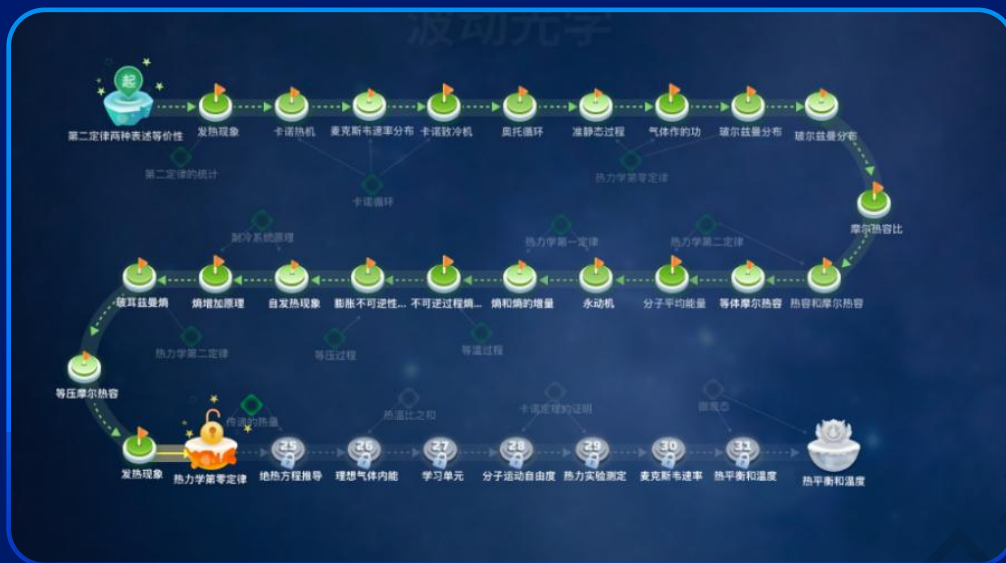 波动光学
起
第二定律两种表述等价性
发热现象
卡诺热机
麦克斯韦速率分布
卡诺致冷机
奥托循环
准静态过程
气体作的功
玻尔兹曼分布
玻尔兹曼分布
第二定律的统计
卡诺循环
热力学第零定律
摩尔热容比
制冷系统原理
热力学第一定律
热力学第二定律
玻耳兹曼熵
熵增加原理
自发热现象
膨胀不可逆性...
不可逆过程熵...
熵和熵的增量
永动机
分子平均能量
等体摩尔热容
热容和摩尔热容
热力学第二定律
等压过程
等温过程
等压摩尔热容
传递的热量
热温比之和
卡诺定理的证明
微观态
25
26
27
28
29
30
31
发热现象
热力学第零定律
绝热方程推导
理想气体内能
学习单元
分子运动自由度
热力实验测定
麦克斯韦速率
热平衡和温度
热平衡和温度